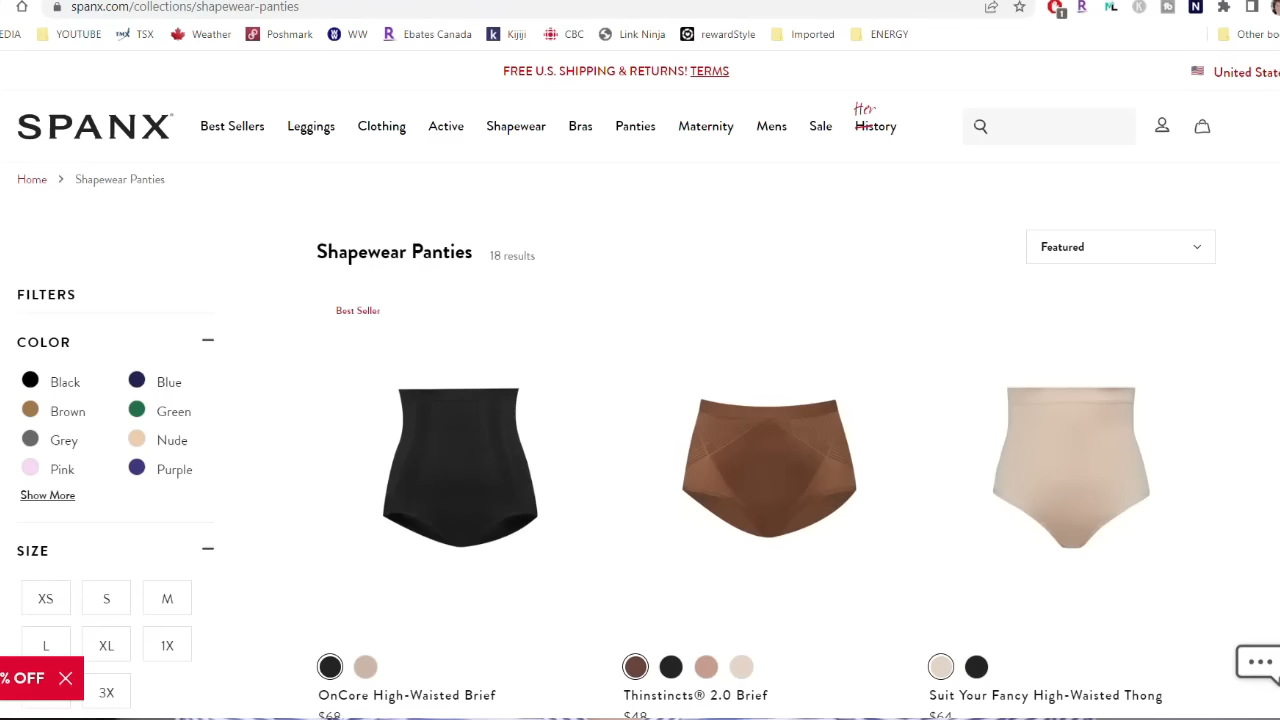 spanx.com/collections/shapewear-panties
EDIA YOUTUBE TSX Weather Poshmark WW Ebates Canada Kijiji CBC Link Ninja rewardStyle Imported ENERGY Other bo
FREE U.S. SHIPPING & RETURNS! TERMS
United State
SPANX
Best Sellers Leggings Clothing Active Shapewear Bras Panties Maternity Mens Sale Her History
Home > Shapewear Panties
Shapewear Panties 18 results
Featured
FILTERS
Best Seller
COLOR
Black Blue
Brown Green
Grey Nude
Pink Purple
Show More
SIZE
XS S M
L XL 1X
% OFF
3X
OnCore High-Waisted Brief
$68
Thinstincts® 2.0 Brief
$48
Suit Your Fancy High-Waisted Thong
$64